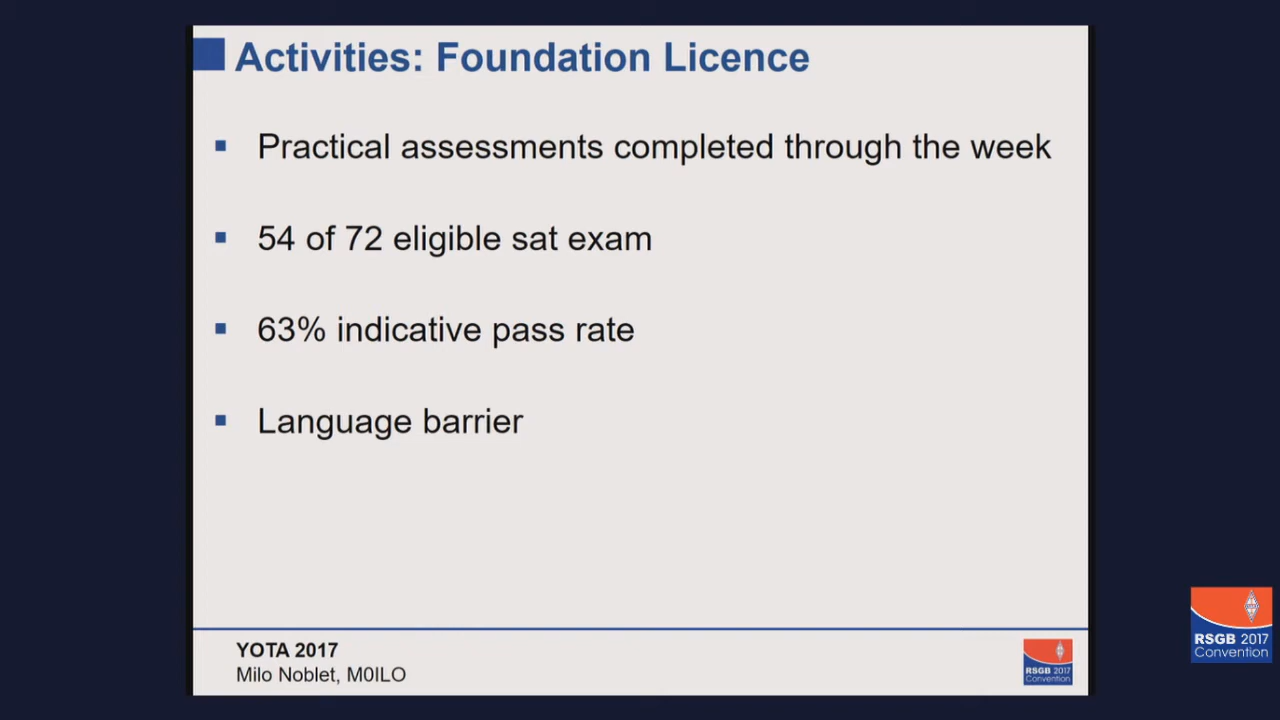 Activities: Foundation Licence
Practical assessments completed through the week
54 of 72 eligible sat exam
63% indicative pass rate
Language barrier
YOTA 2017
Milo Noblet, M0ILO
RSGB 2017
Convention
RSGB 2017
Convention